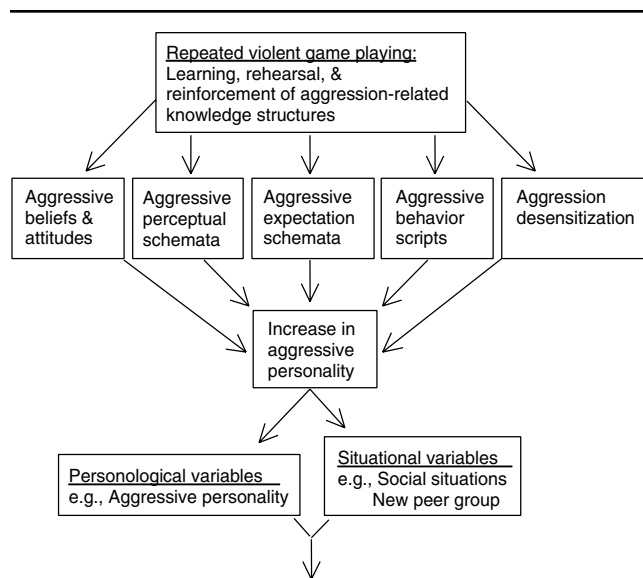 Repeated violent game playing:
Learning, rehearsal, &
reinforcement of aggression-related
knowledge structures
Aggressive
beliefs &
attitudes
Aggressive
perceptual
schemata
Aggressive
expectation
schemata
Aggressive
behavior
scripts
Aggression
desensitization
Increase in
aggressive
personality
Personological variables
e.g., Aggressive personality
Situational variables
e.g., Social situations
New peer group